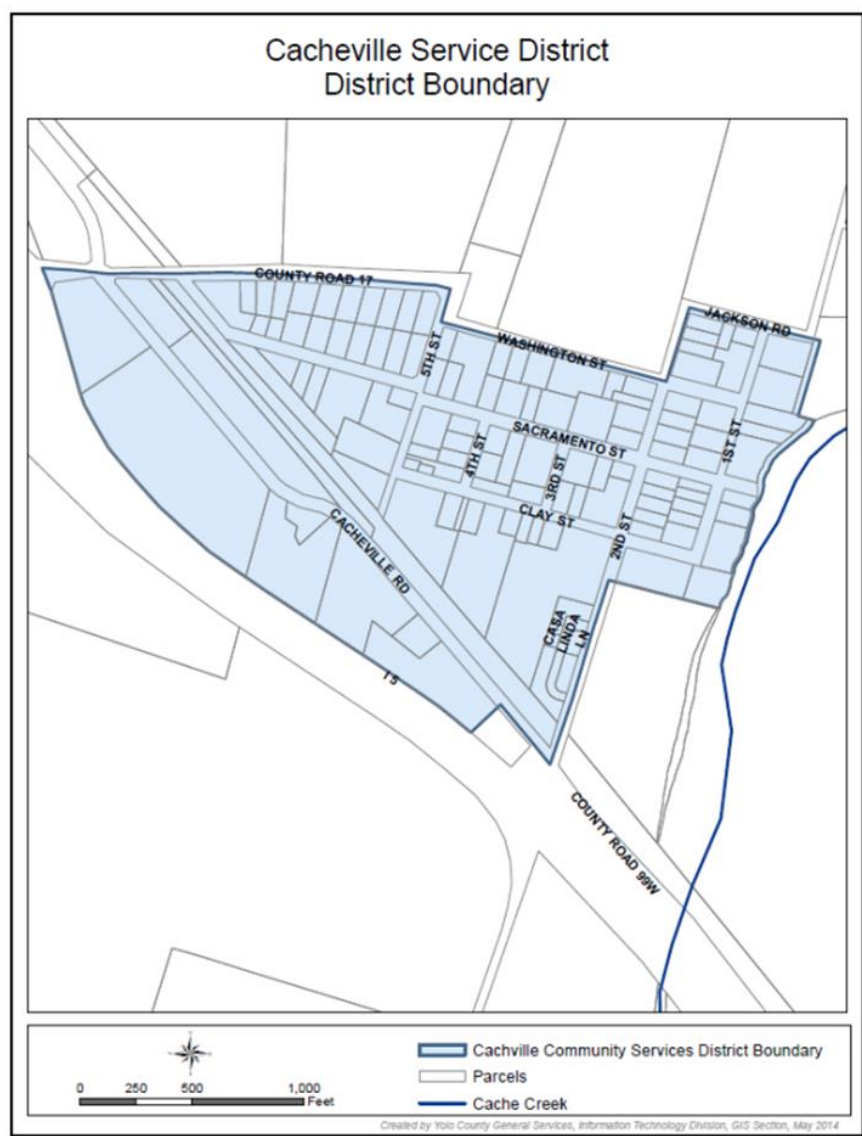 Cacheville Service District
District Boundary
COUNTY ROAD 17
JACKSON RD
WASHINGTON ST
5TH ST
SACRAMENTO ST
1ST ST
4TH ST
3RD ST
CLAY ST
2ND ST
CACHEVILLE RD
CASA
LINDA
LN
I 5
COUNTY ROAD 99W
0 250 500 1,000
Feet
Cachville Community Services District Boundary
Parcels
Cache Creek
Created by Yolo County General Services, Information Technology Division, GIS Section, May 2014